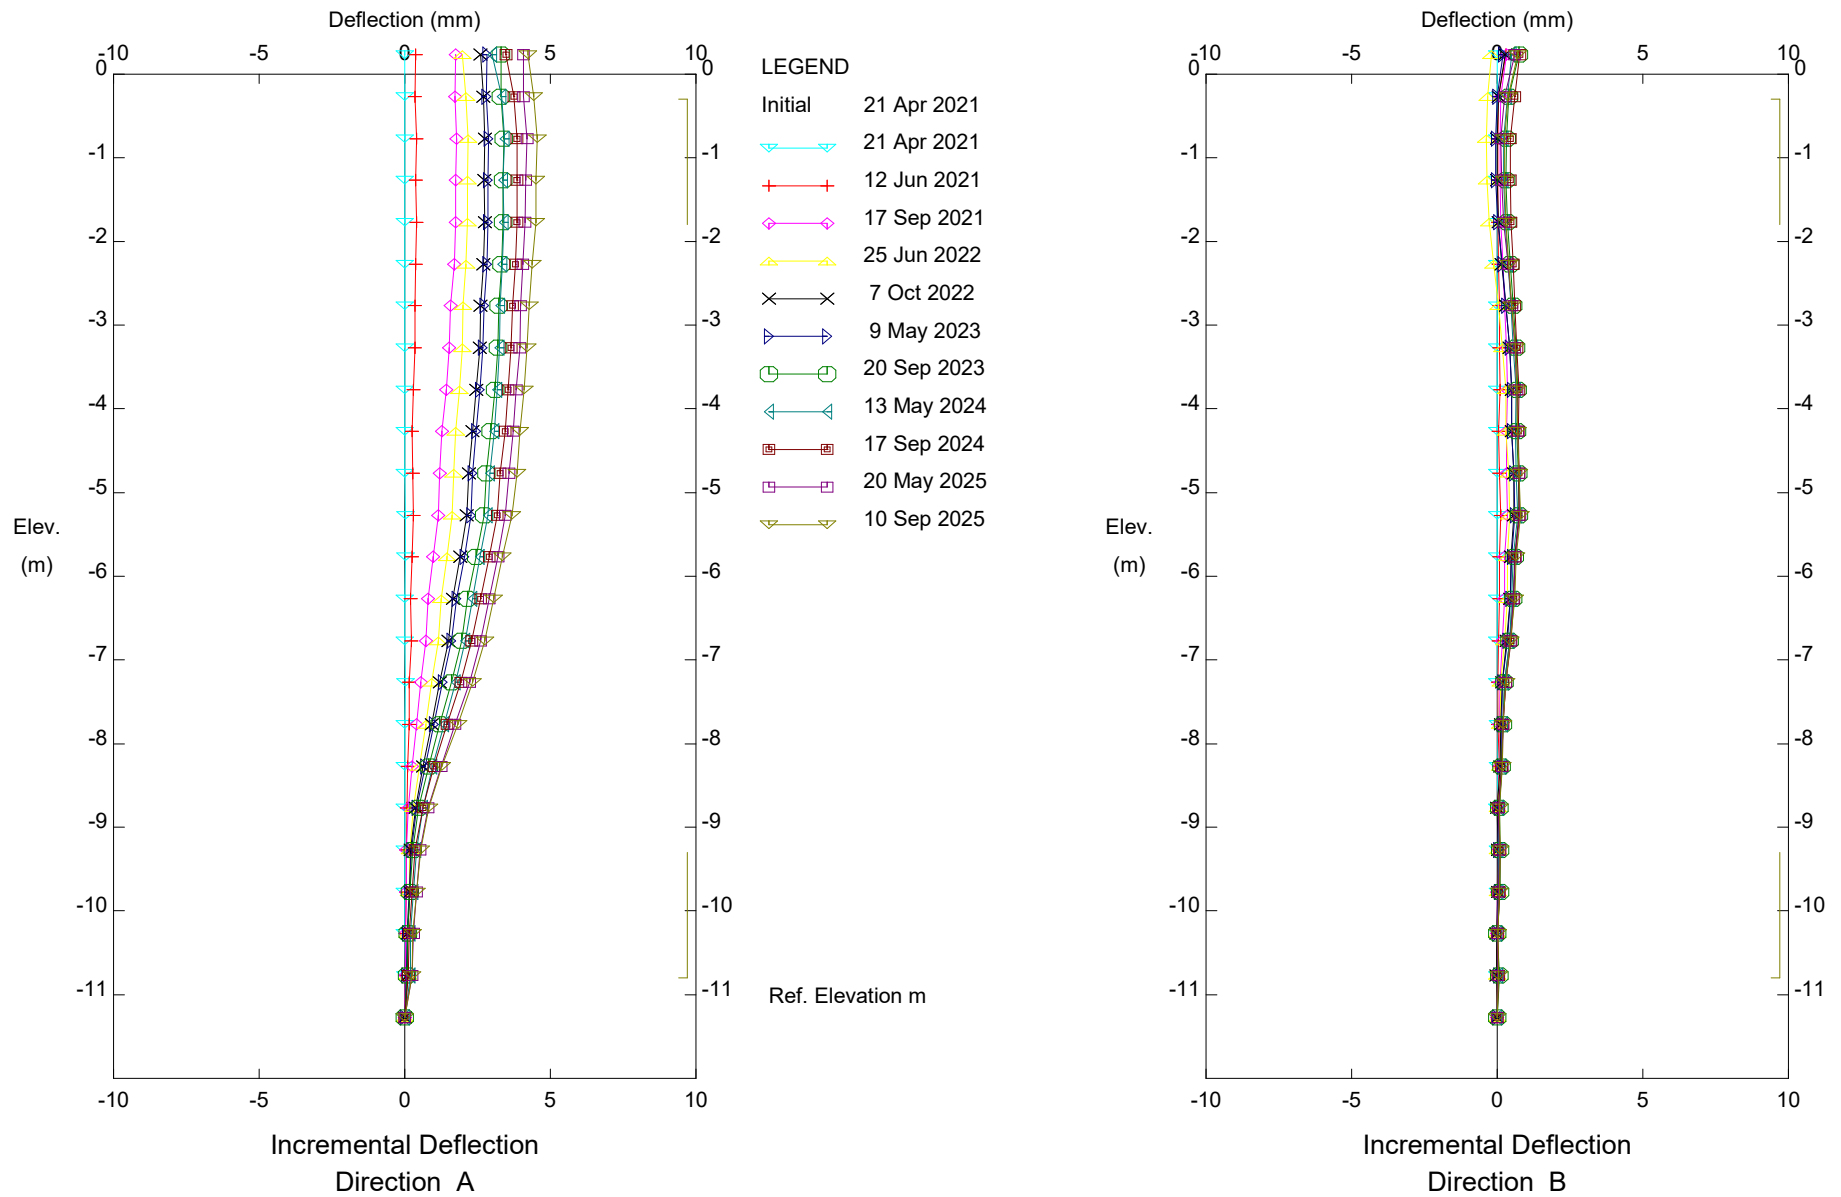 Deflection (mm)
-10 -5 0 5 10
0 0
-1 -1
-2 -2
-3 -3
-4 -4
-5 -5
-6 -6
-7 -7
-8 -8
-9 -9
-10 -10
-11 -11
Elev.
(m)
-10 -5 0 5 10
Incremental Deflection
Direction A
LEGEND
Initial 21 Apr 2021
21 Apr 2021
12 Jun 2021
17 Sep 2021
25 Jun 2022
7 Oct 2022
9 May 2023
20 Sep 2023
13 May 2024
17 Sep 2024
20 May 2025
10 Sep 2025
Ref. Elevation m
Deflection (mm)
-10 -5 0 5 10
0 0
-1 -1
-2 -2
-3 -3
-4 -4
-5 -5
-6 -6
-7 -7
-8 -8
-9 -9
-10 -10
-11 -11
Elev.
(m)
-10 -5 0 5 10
Incremental Deflection
Direction B